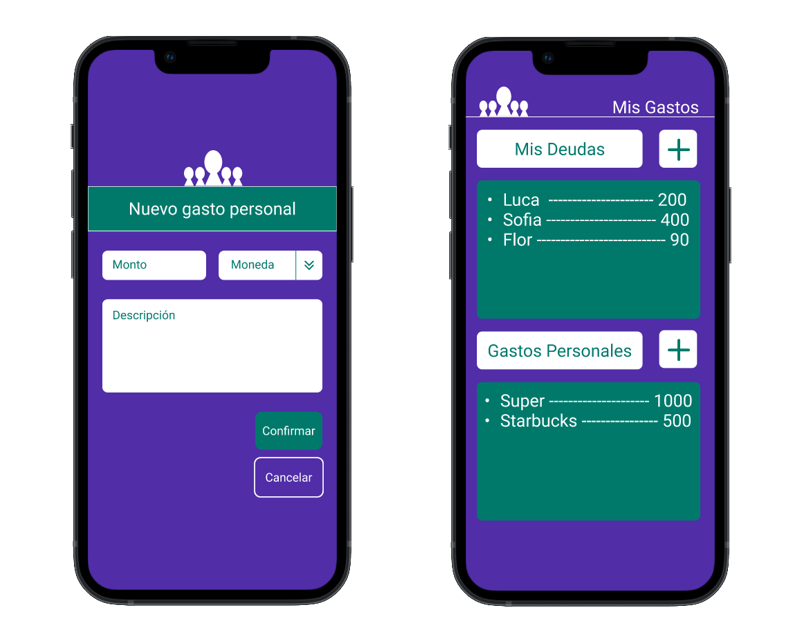 Nuevo gasto personal
Monto
Moneda
Descripción
Confirmar
Cancelar
Mis Gastos
Mis Deudas
• Luca ---------------------- 200
• Sofia ----------------------- 400
• Flor --------------------------- 90
Gastos Personales
• Super --------------------- 1000
• Starbucks ---------------- 500